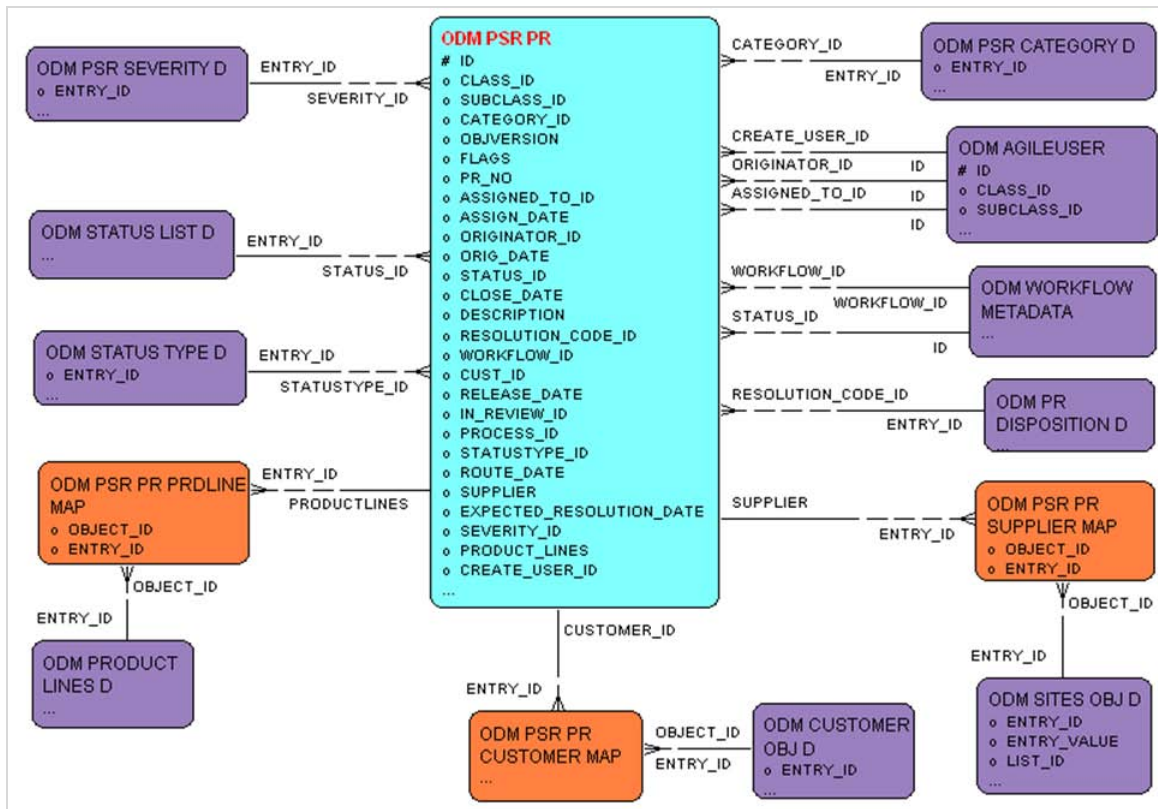 ODM PSR SEVERITY D
o ENTRY_ID
...
ENTRY_ID
SEVERITY_ID
ODM STATUS LIST D
...
ENTRY_ID
STATUS_ID
ODM STATUS TYPE D
o ENTRY_ID
...
ENTRY_ID
STATUSTYPE_ID
ODM PSR PR PRDLINE
MAP
o OBJECT_ID
o ENTRY_ID
ENTRY_ID
PRODUCTLINES
OBJECT_ID
ENTRY_ID
ODM PRODUCT
LINES D
...
ODM PSR PR
# ID
o CLASS_ID
o SUBCLASS_ID
o CATEGORY_ID
o OBJVERSION
o FLAGS
o PR_NO
o ASSIGNED_TO_ID
o ASSIGN_DATE
o ORIGINATOR_ID
o ORIG_DATE
o STATUS_ID
o CLOSE_DATE
o DESCRIPTION
o RESOLUTION_CODE_ID
o WORKFLOW_ID
o CUST_ID
o RELEASE_DATE
o IN_REVIEW_ID
o PROCESS_ID
o STATUSTYPE_ID
o ROUTE_DATE
o SUPPLIER
o EXPECTED_RESOLUTION_DATE
o SEVERITY_ID
o PRODUCT_LINES
o CREATE_USER_ID
...
CUSTOMER_ID
ENTRY_ID
ODM PSR PR
CUSTOMER MAP
...
OBJECT_ID
ENTRY_ID
ODM CUSTOMER
OBJ D
o ENTRY_ID
...
CATEGORY_ID
ENTRY_ID
ODM PSR CATEGORY D
o ENTRY_ID
...
CREATE_USER_ID
ID
ORIGINATOR_ID
ID
ASSIGNED_TO_ID
ID
ODM AGILEUSER
# ID
o CLASS_ID
o SUBCLASS_ID
...
WORKFLOW_ID
WORKFLOW_ID
STATUS_ID
ID
ODM WORKFLOW
METADATA
...
RESOLUTION_CODE_ID
ENTRY_ID
ODM PR
DISPOSITION D
...
SUPPLIER
ENTRY_ID
ODM PSR PR
SUPPLIER MAP
o OBJECT_ID
o ENTRY_ID
OBJECT_ID
ENTRY_ID
ODM SITES OBJ D
o ENTRY_ID
o ENTRY_VALUE
o LIST_ID
...